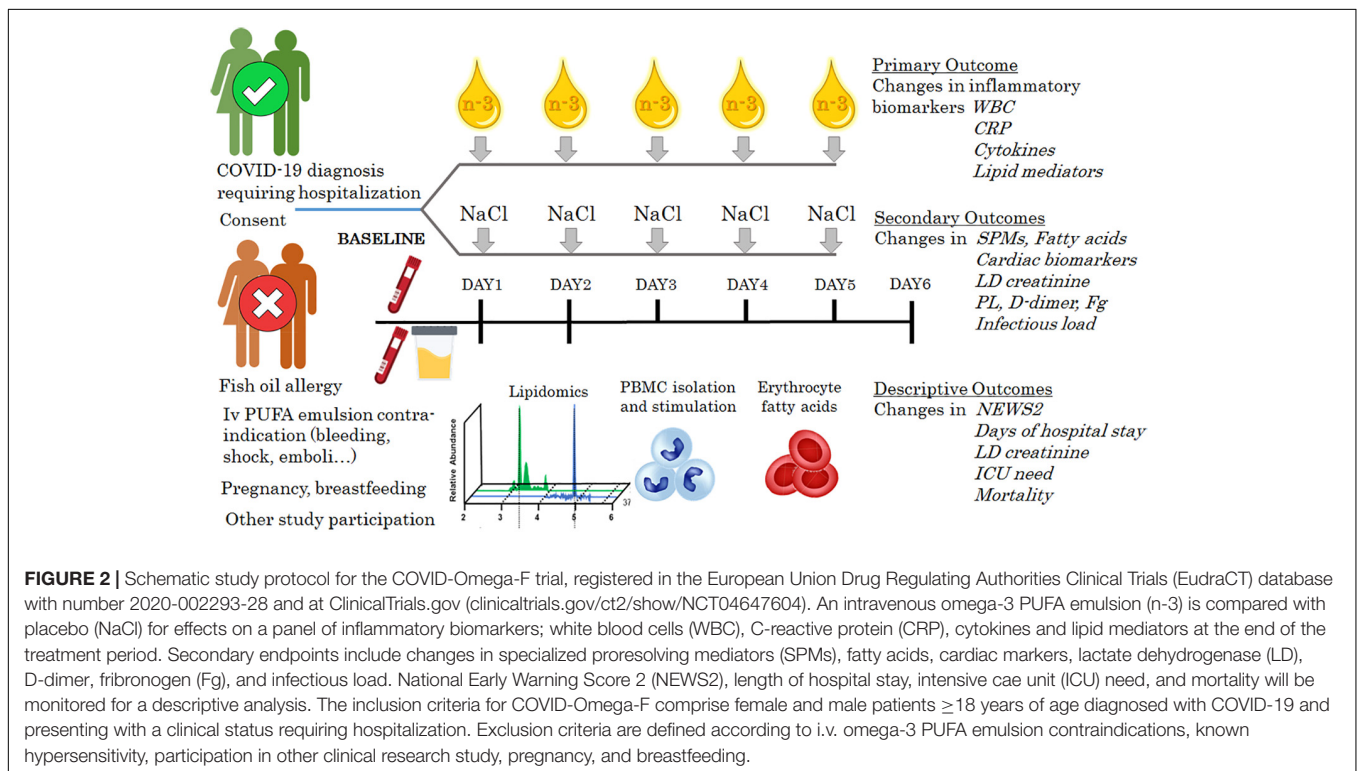 n-3 n-3 n-3 n-3 n-3
Primary Outcome
Changes in inflammatory
biomarkers WBC
CRP
Cytokines
Lipid mediators
COVID-19 diagnosis
requiring hospitalization
Consent
BASELINE
NaCl NaCl NaCl NaCl NaCl
Secondary Outcomes
Changes in SPMs, Fatty acids
Cardiac biomarkers
LD creatinine
PL, D-dimer, Fg
Infectious load
DAY1 DAY2 DAY3 DAY4 DAY5 DAY6
Fish oil allergy
Iv PUFA emulsion contra-
indication (bleeding,
shock, emboli...)
Pregnancy, breastfeeding
Other study participation
Lipidomics
Relative Abundance
2 3 4 5 6
37
PBMC isolation
and stimulation
Erythrocyte
fatty acids
Descriptive Outcomes
Changes in NEWS2
Days of hospital stay
LD creatinine
ICU need
Mortality
FIGURE 2 | Schematic study protocol for the COVID-Omega-F trial, registered in the European Union Drug Regulating Authorities Clinical Trials (EudraCT) database
with number 2020-002293-28 and at ClinicalTrials.gov (clinicaltrials.gov/ct2/show/NCT04647604). An intravenous omega-3 PUFA emulsion (n-3) is compared with
placebo (NaCl) for effects on a panel of inflammatory biomarkers; white blood cells (WBC), C-reactive protein (CRP), cytokines and lipid mediators at the end of the
treatment period. Secondary endpoints include changes in specialized proresolving mediators (SPMs), fatty acids, cardiac markers, lactate dehydrogenase (LD),
D-dimer, fribronogen (Fg), and infectious load. National Early Warning Score 2 (NEWS2), length of hospital stay, intensive cae unit (ICU) need, and mortality will be
monitored for a descriptive analysis. The inclusion criteria for COVID-Omega-F comprise female and male patients ≥18 years of age diagnosed with COVID-19 and
presenting with a clinical status requiring hospitalization. Exclusion criteria are defined according to i.v. omega-3 PUFA emulsion contraindications, known
hypersensitivity, participation in other clinical research study, pregnancy, and breastfeeding.